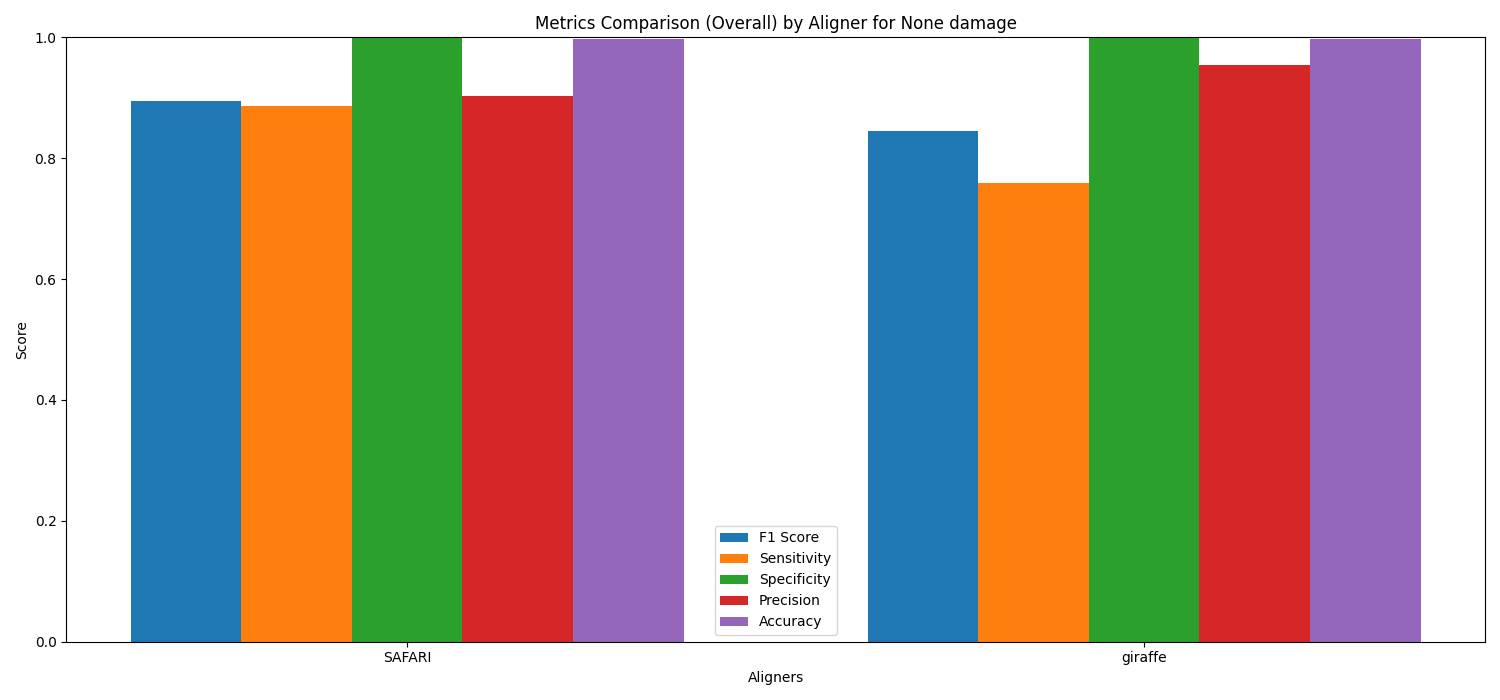 Metrics Comparison (Overall) by Aligner for None damage
1.0
0.8
0.6
0.4
0.2
0.0
Score
F1 Score
Sensitivity
Specificity
Precision
Accuracy
SAFARI
giraffe
Aligners